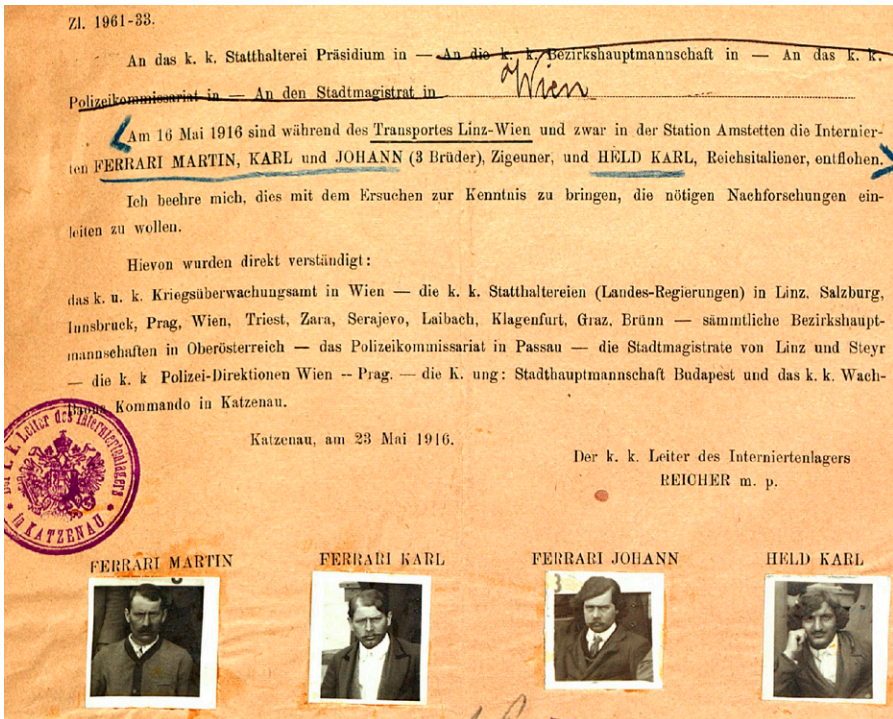 Zl. 1961-33.
An das k. k. Statthalterei Präsidium in — An die k. k. Bezirkshauptmannschaft in — An das k. k.
Polizeikommissariat in — An den Stadtmagistrat in Wien
Am 16 Mai 1916 sind während des Transportes Linz-Wien und zwar in der Station Amstetten die Internier-
ten FERRARI MARTIN, KARL und JOHANN (3 Brüder), Zigeuner, und HELD KARL, Reichsitaliener, entflohen.
Ich beehre mich, dies mit dem Ersuchen zur Kenntnis zu bringen, die nötigen Nachforschungen ein-
leiten zu wollen.
Hievon wurden direkt verständigt:
das k. u. k. Kriegsüberwachungsamt in Wien — die k. k. Statthaltereien (Landes-Regierungen) in Linz, Salzburg,
Innsbruck, Prag, Wien, Triest, Zara, Serajevo, Laibach, Klagenfurt, Graz, Brünn — sämmtliche Bezirkshaupt-
mannschaften in Oberösterreich — das Polizeikommissariat in Passau — die Stadtmagistrate von Linz und Steyr
— die k. k Polizei-Direktionen Wien -- Prag. — die K. ung: Stadthauptmannschaft Budapest und das k. k. Wach-
Kommando in Katzenau.
Katzenau, am 23 Mai 1916.
Der k. k. Leiter des Interniertenlagers
REICHER m. p.
Der k. k. Leiter des Interniertenlagers
* in KATZENAU *
FERRARI MARTIN
FERRARI KARL
FERRARI JOHANN
HELD KARL
3